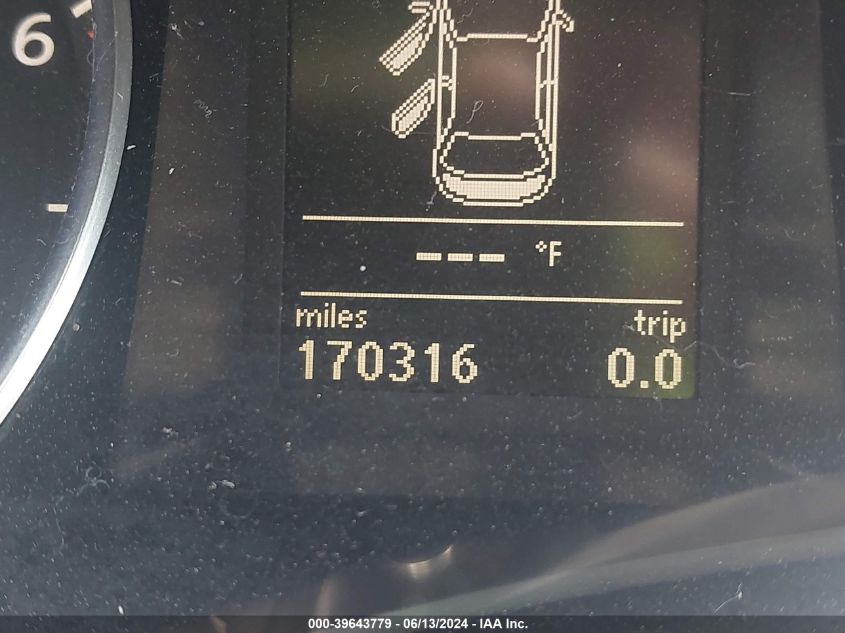 6
--- °F
miles trip
170316 0.0
000-39643779 - 06/13/2024 - IAA Inc.